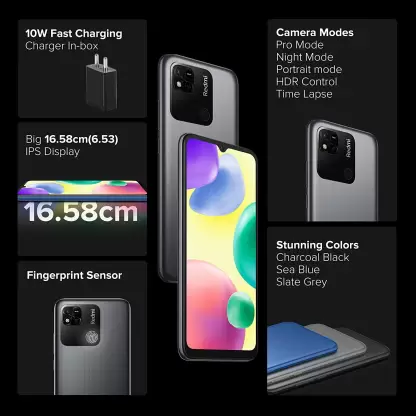 10W Fast Charging
Charger In-box
Big 16.58cm(6.53)
IPS Display
16.58cm
Fingerprint Sensor
Redmi
Redmi
Camera Modes
Pro Mode
Night Mode
Portrait mode
HDR Control
Time Lapse
Redmi
Stunning Colors
Charcoal Black
Sea Blue
Slate Grey